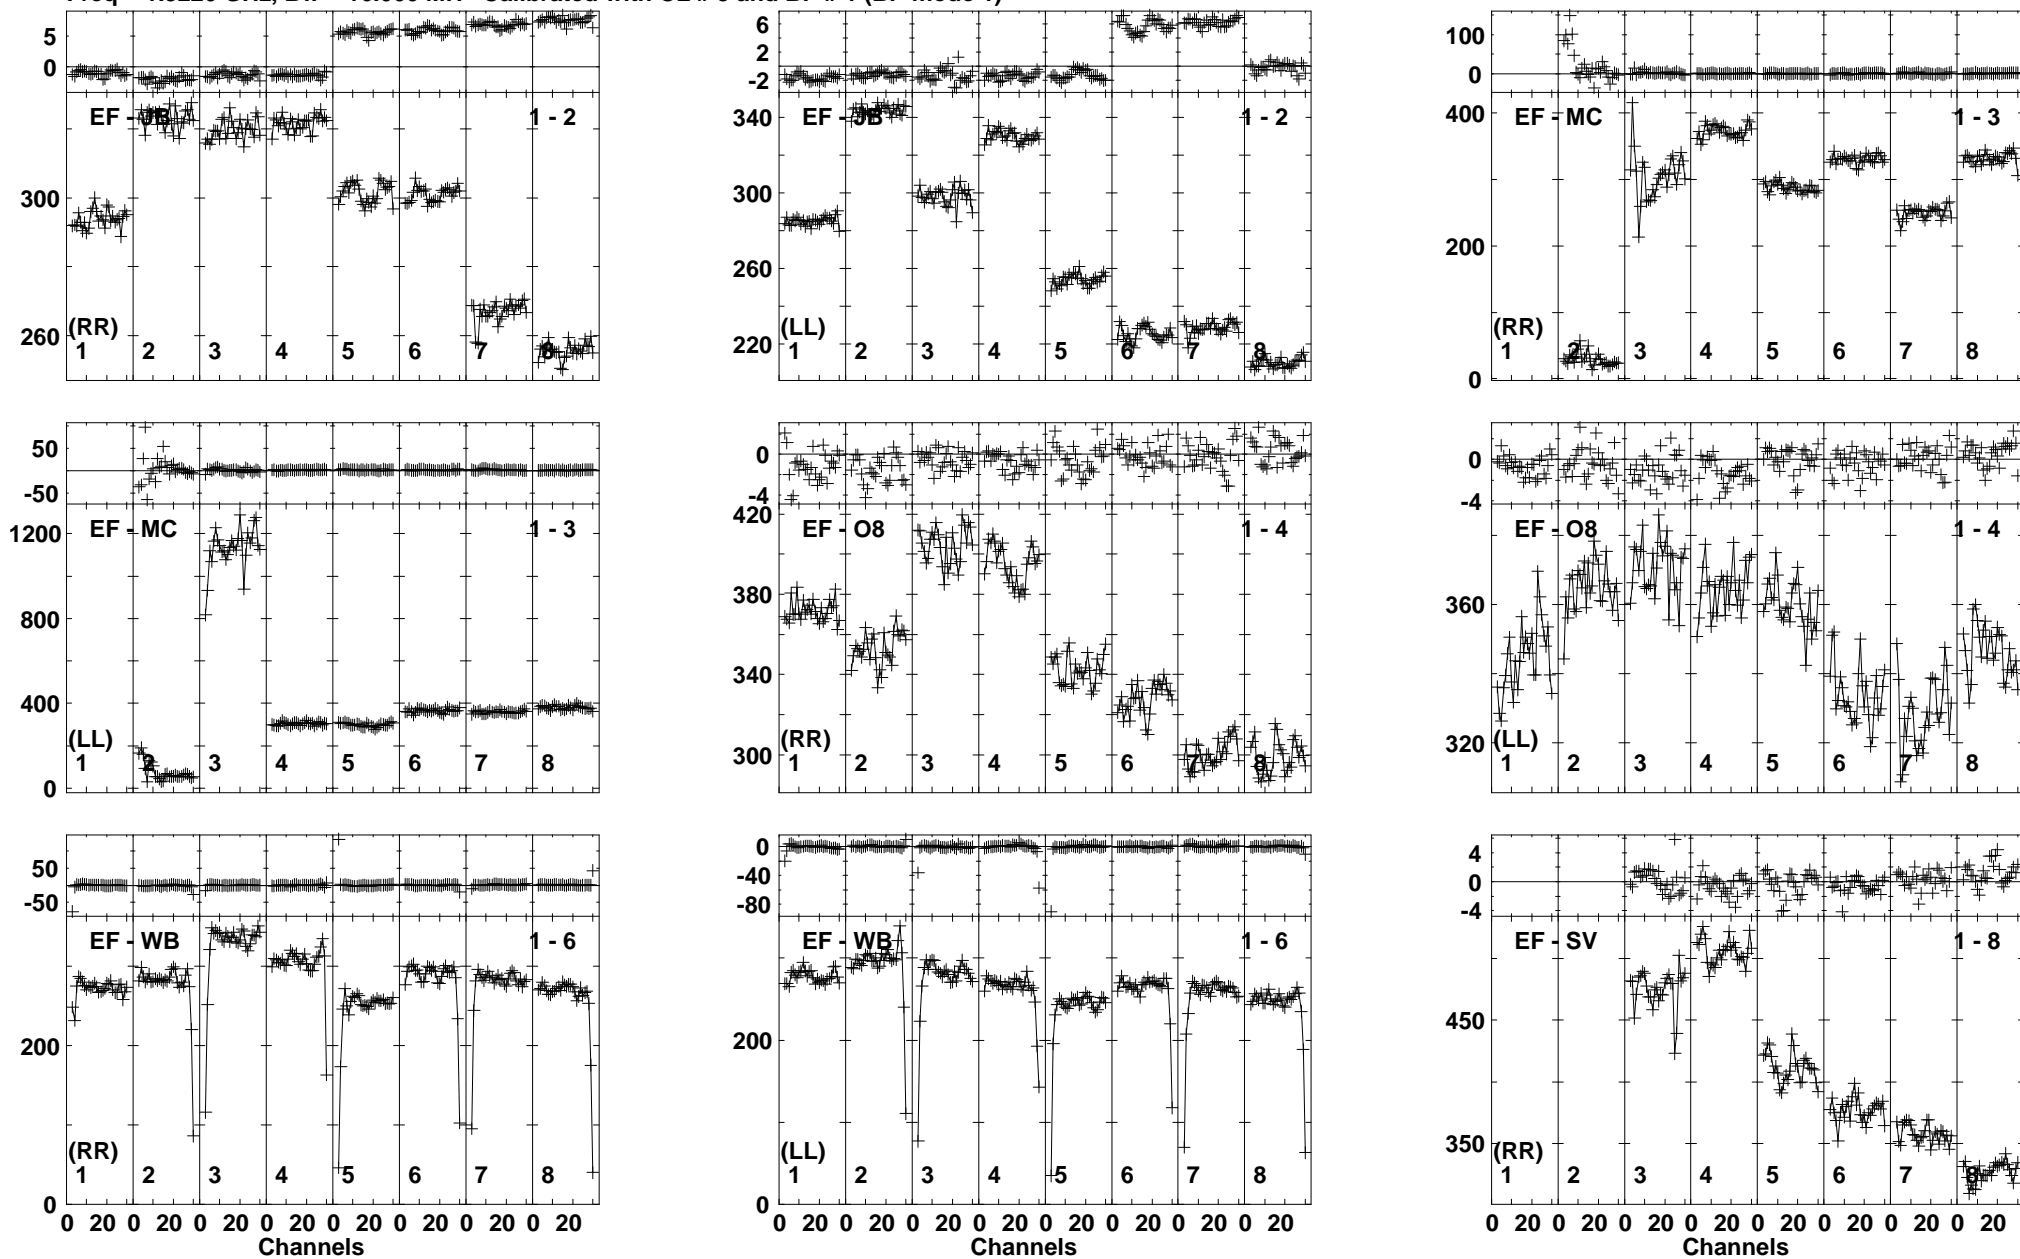 5
0
EF - JB
1 - 2
300
260
(RR)
1 2 3 4 5 6 7 8
6
2
-2
EF - JB
1 - 2
340
300
260
220
(LL)
1 2 3 4 5 6 7 8
100
0
EF - MC
1 - 3
400
200
0
(RR)
1 2 3 4 5 6 7 8
50
-50
EF - MC
1 - 3
1200
800
400
0
(LL)
1 2 3 4 5 6 7 8
0
-4
EF - O8
1 - 4
420
380
340
300
(RR)
1 2 3 4 5 6 7 8
0
-4
EF - O8
1 - 4
360
320
(LL)
1 2 3 4 5 6 7 8
50
-50
EF - WB
1 - 6
200
0
(RR)
1 2 3 4 5 6 7 8
0 20 0 20 0 20 0 20 0 20 0 20 0 20 0 20
Channels
0
-40
-80
EF - WB
1 - 6
200
0
(LL)
1 2 3 4 5 6 7 8
0 20 0 20 0 20 0 20 0 20 0 20 0 20 0 20
Channels
4
0
-4
EF - SV
1 - 8
450
350
(RR)
1 2 3 4 5 6 7 8
0 20 0 20 0 20 0 20 0 20 0 20 0 20 0 20
Channels